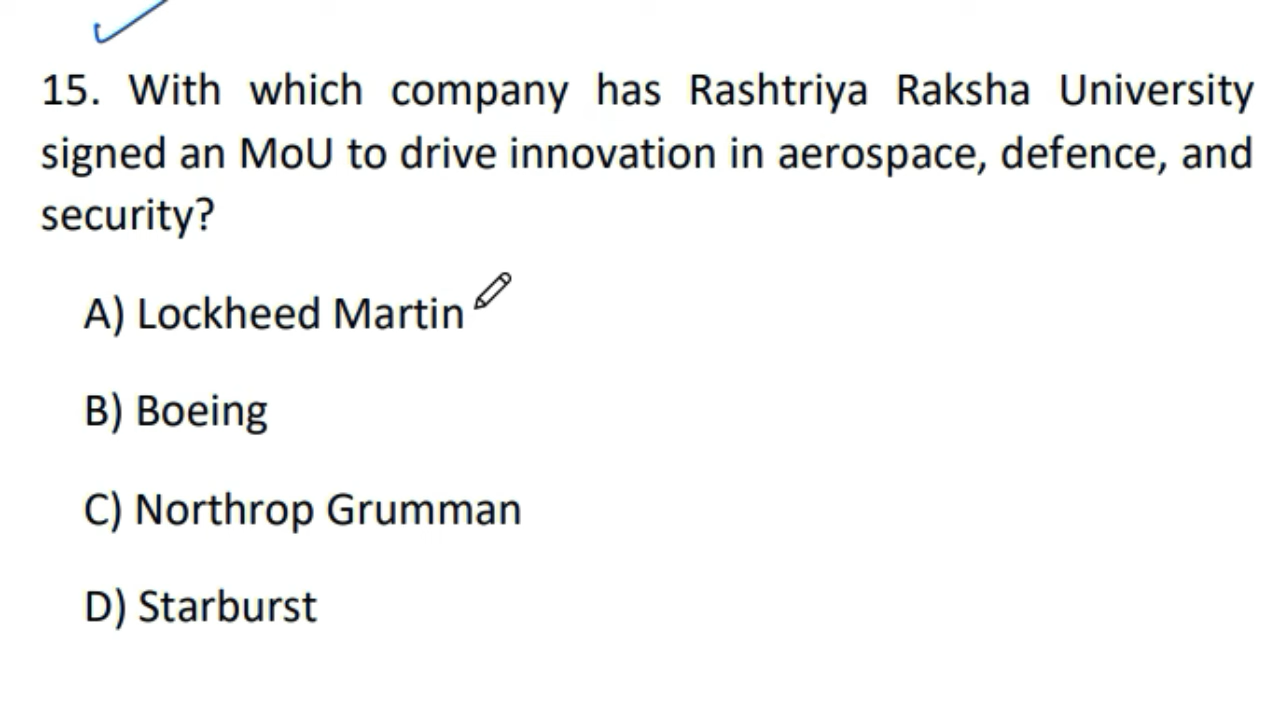 15. With which company has Rashtriya Raksha University
signed an MoU to drive innovation in aerospace, defence, and
security?
A) Lockheed Martin
B) Boeing
C) Northrop Grumman
D) Starburst